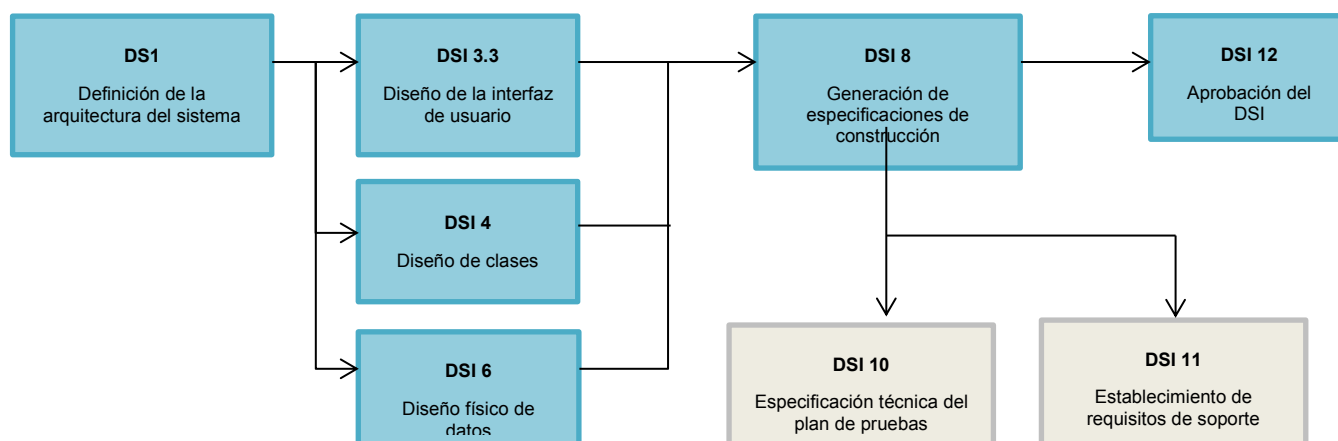 DS1
Definición de la
arquitectura del sistema
DSI 3.3
Diseño de la interfaz
de usuario
DSI 8
Generación de
especificaciones de
construcción
DSI 12
Aprobación del
DSI
DSI 4
Diseño de clases
DSI 6
Diseño físico de
datos
DSI 10
Especificación técnica del
plan de pruebas
DSI 11
Establecimiento de
requisitos de soporte